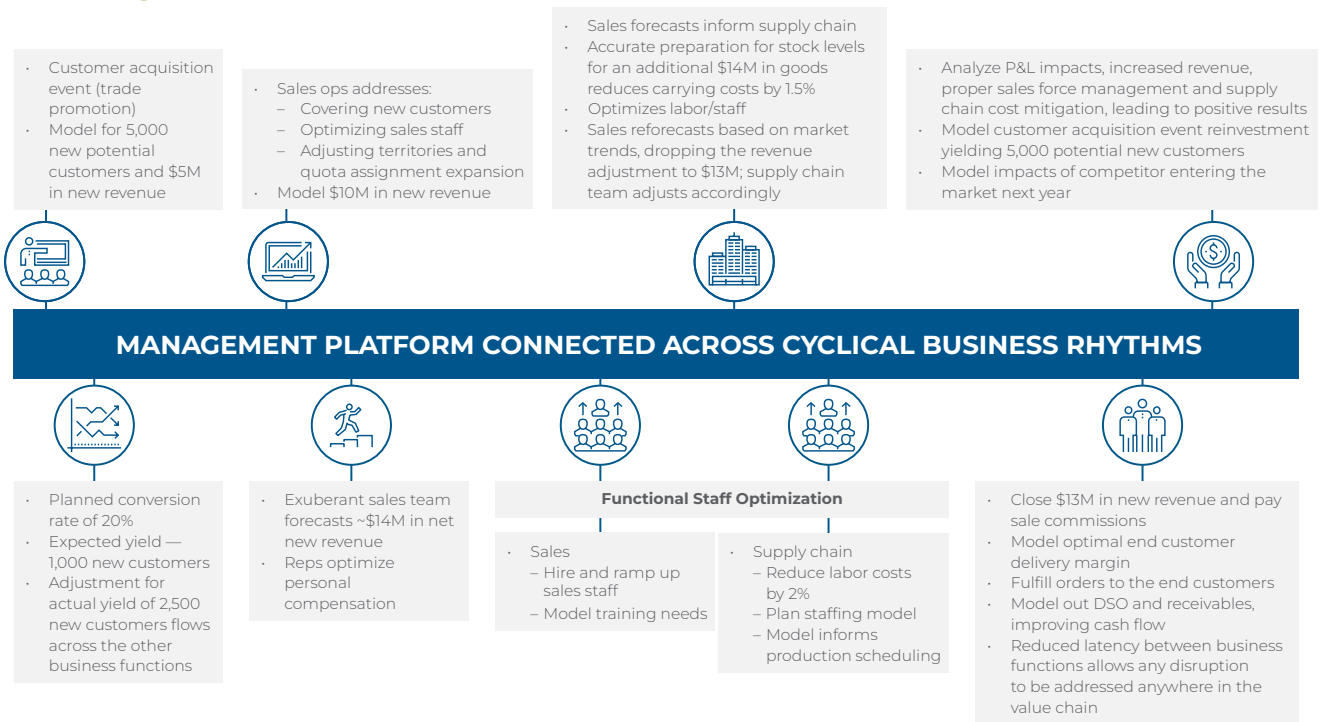 · Customer acquisition
event (trade
promotion)
· Model for 5,000
new potential
customers and $5M
in new revenue
· Sales ops addresses:
– Covering new customers
– Optimizing sales staff
– Adjusting territories and
quota assignment expansion
· Model $10M in new revenue
· Sales forecasts inform supply chain
· Accurate preparation for stock levels
for an additional $14M in goods
reduces carrying costs by 1.5%
· Optimizes labor/staff
· Sales reforecasts based on market
trends, dropping the revenue
adjustment to $13M; supply chain
team adjusts accordingly
· Analyze P&L impacts, increased revenue,
proper sales force management and supply
chain cost mitigation, leading to positive results
· Model customer acquisition event reinvestment
yielding 5,000 potential new customers
· Model impacts of competitor entering the
market next year
MANAGEMENT PLATFORM CONNECTED ACROSS CYCLICAL BUSINESS RHYTHMS
· Planned conversion
rate of 20%
· Expected yield —
1,000 new customers
· Adjustment for
actual yield of 2,500
new customers flows
across the other
business functions
· Exuberant sales team
forecasts ~$14M in net
new revenue
· Reps optimize
personal
compensation
Functional Staff Optimization
· Sales
– Hire and ramp up
sales staff
– Model training needs
· Supply chain
– Reduce labor costs
by 2%
– Plan staffing model
– Model informs
production scheduling
· Close $13M in new revenue and pay
sale commissions
· Model optimal end customer
delivery margin
· Fulfill orders to the end customers
· Model out DSO and receivables,
improving cash flow
· Reduced latency between business
functions allows any disruption
to be addressed anywhere in the
value chain